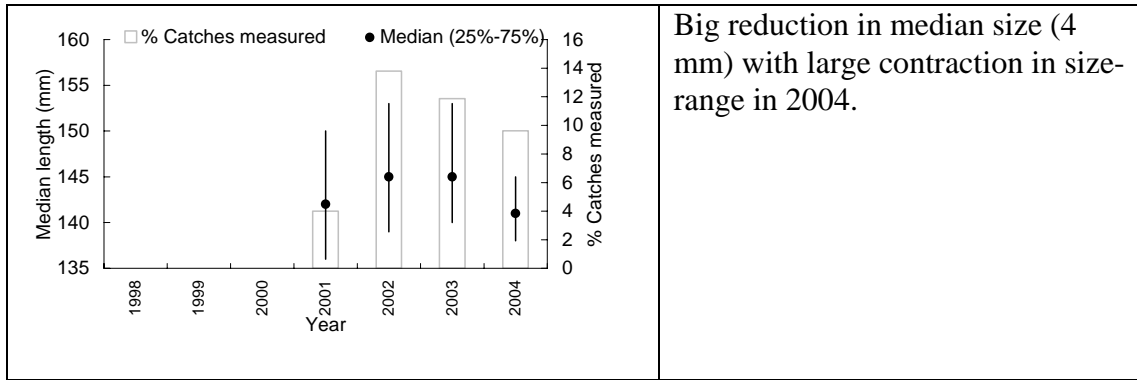 160
155
150
145
140
135
Median length (mm)
% Catches measured
Median (25%-75%)
16
14
12
10
8
6
4
2
0
% Catches measured
1998
1999
2000
2001
2002
2003
2004
Year
Big reduction in median size (4
mm) with large contraction in size-
range in 2004.